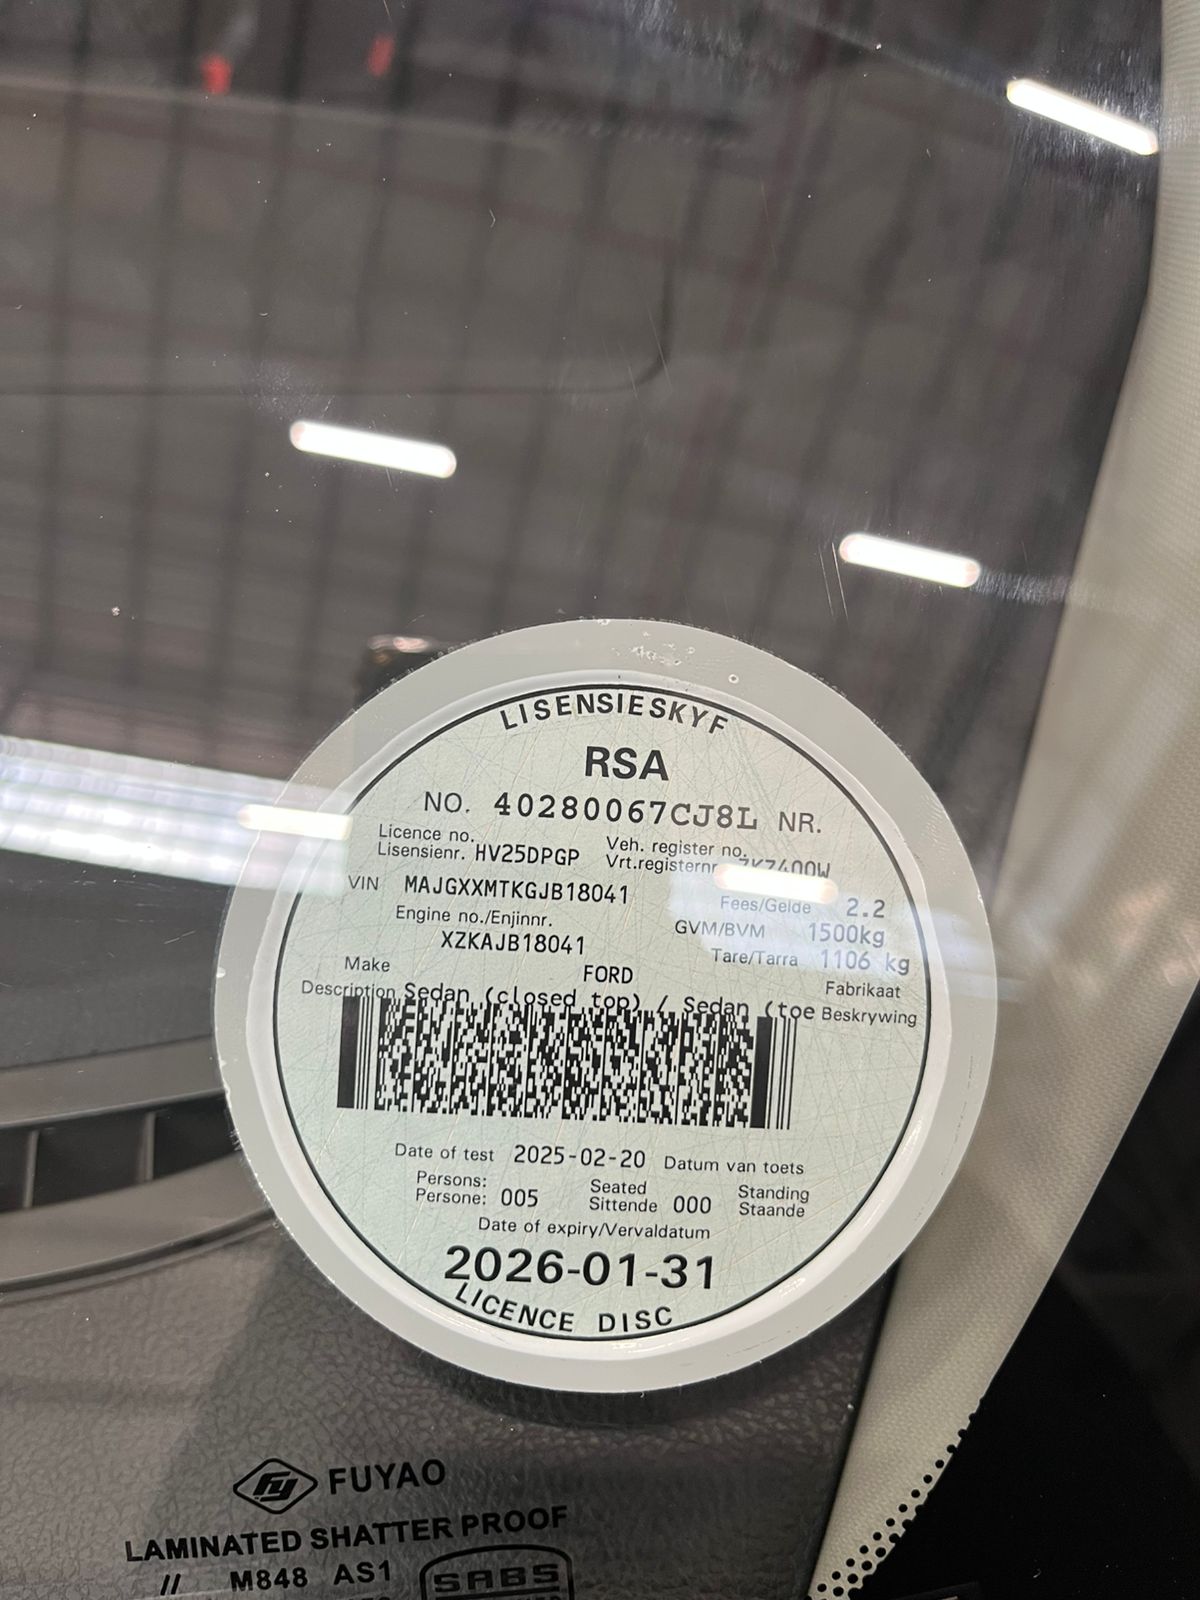 LISENSIESKYF
RSA
NO. 40280067CJ8L NR.
Licence no. Veh. register no.
Lisensienr. HV25DPGP Vrt.registernr
VIN MAJGXXMTKGJB18041
Fees/Gelde 2.2
Engine no./Enjinnr. GVM/BVM 1500kg
XZKAJB18041 Tare/Tarra 1106 kg
Make FORD Fabrikaat
Description Sedan (closed top) / Sedan (toe Beskrywing
Date of test 2025-02-20 Datum van toets
Persons: Seated Standing
Persone: 005 Sittende 000 Staande
Date of expiry/Vervaldatum
2026-01-31
LICENCE DISC
FY FUYAO
LAMINATED SHATTER PROOF
// M848 AS1
SABS